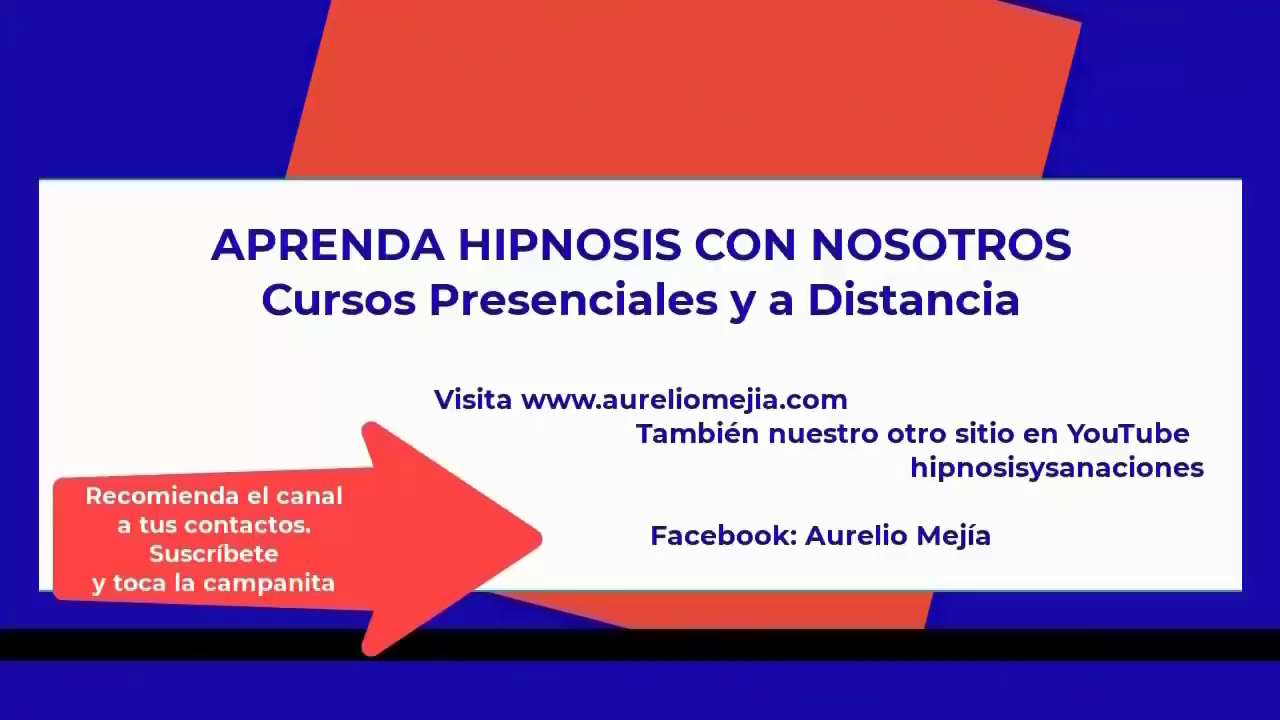 APRENDA HIPNOSIS CON NOSOTROS
Cursos Presenciales y a Distancia
Visita www.aureliomejia.com
También nuestro otro sitio en YouTube
hipnosisysanaciones
Facebook: Aurelio Mejía
Recomienda el canal
a tus contactos.
Suscríbete
y toca la campanita